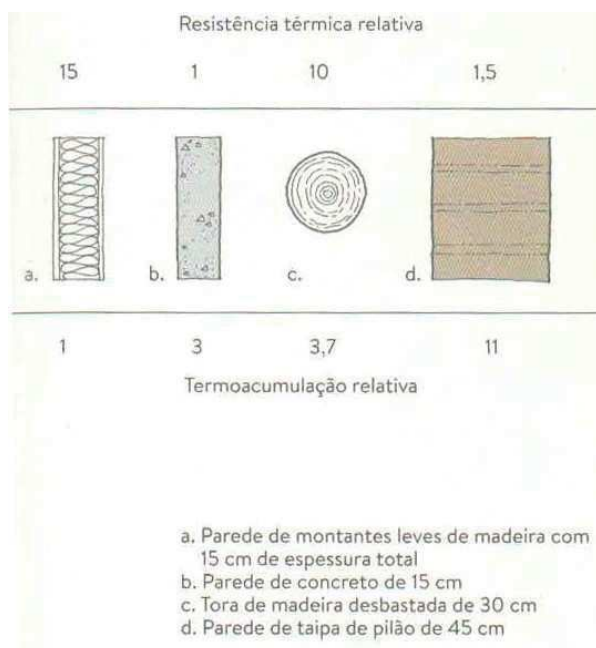 Resistência térmica relativa
15 1 10 1,5
a. b. c. d.
1 3 3,7 11
Termoacumulação relativa
a. Parede de montantes leves de madeira com
15 cm de espessura total
b. Parede de concreto de 15 cm
c. Tora de madeira desbastada de 30 cm
d. Parede de taipa de pilão de 45 cm